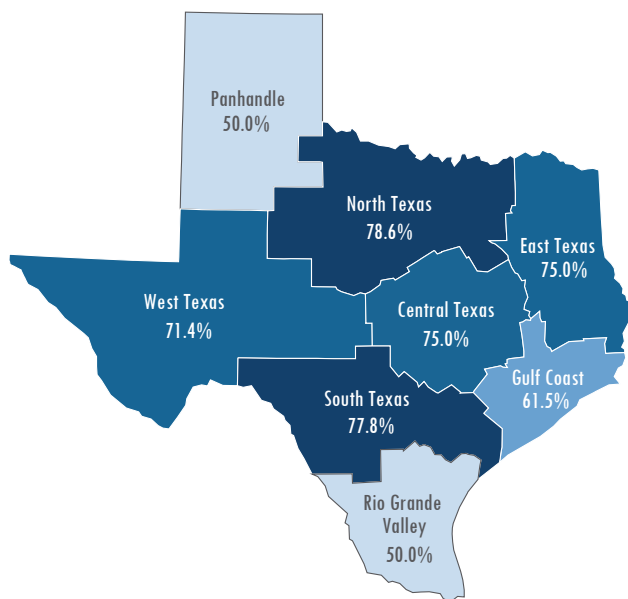 Panhandle
50.0%
North Texas
78.6%
East Texas
75.0%
West Texas
71.4%
Central Texas
75.0%
Gulf Coast
61.5%
South Texas
77.8%
Rio Grande
Valley
50.0%